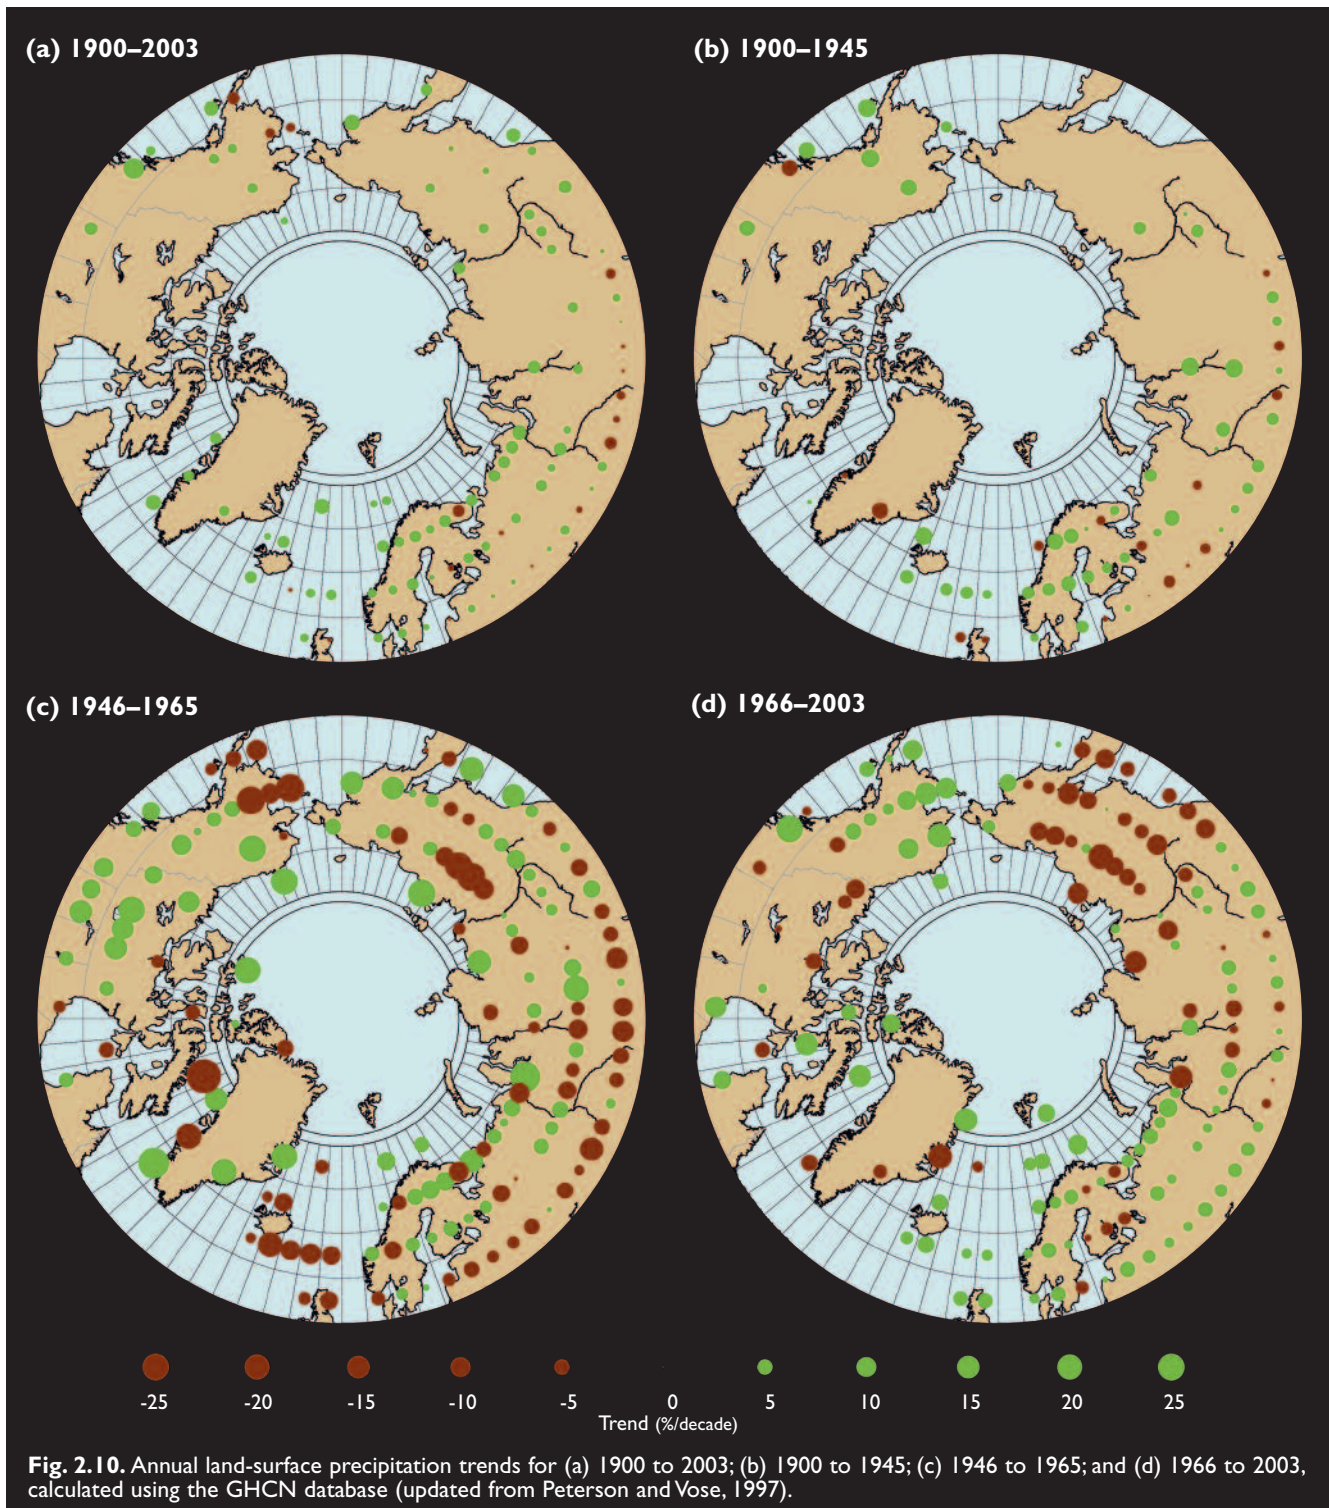 (a) 1900–2003
(b) 1900–1945
(c) 1946–1965
(d) 1966–2003
-25 -20 -15 -10 -5 0 5 10 15 20 25
Trend (%/decade)
Fig. 2.10. Annual land-surface precipitation trends for (a) 1900 to 2003; (b) 1900 to 1945; (c) 1946 to 1965; and (d) 1966 to 2003,
calculated using the GHCN database (updated from Peterson and Vose, 1997).